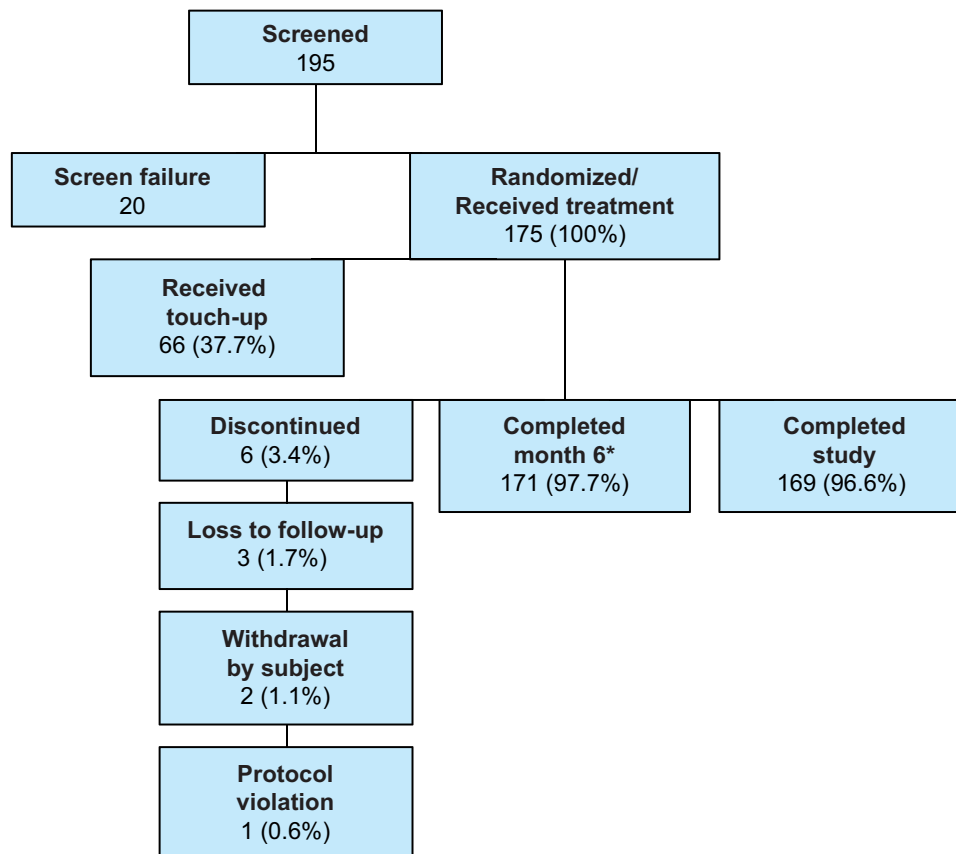 Screened
195
Screen failure
20
Randomized/
Received treatment
175 (100%)
Received
touch-up
66 (37.7%)
Discontinued
6 (3.4%)
Completed
month 6*
171 (97.7%)
Completed
study
169 (96.6%)
Loss to follow-up
3 (1.7%)
Withdrawal
by subject
2 (1.1%)
Protocol
violation
1 (0.6%)